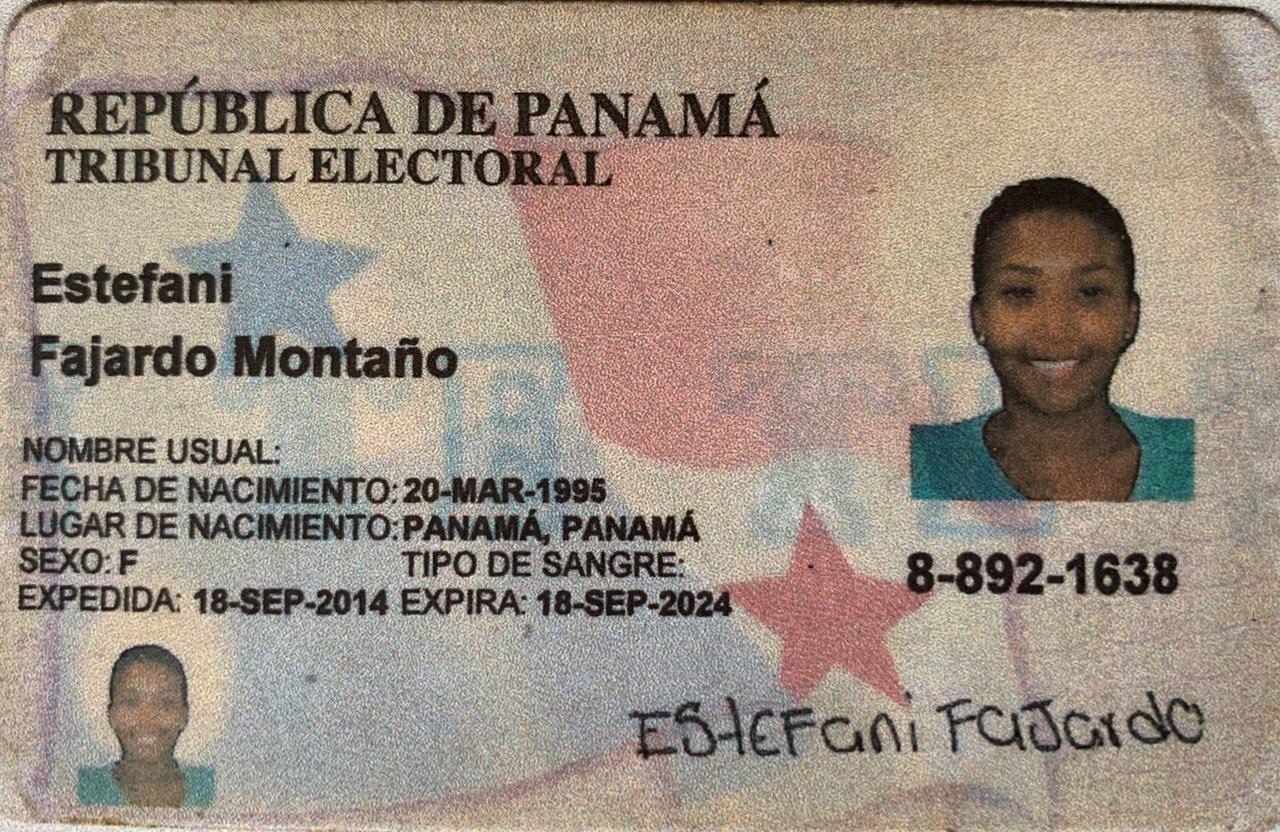 REPÚBLICA DE PANAMÁ
TRIBUNAL ELECTORAL
Estefani
Fajardo Montaño
NOMBRE USUAL:
FECHA DE NACIMIENTO: 20-MAR-1995
LUGAR DE NACIMIENTO: PANAMÁ, PANAMÁ
SEXO: F TIPO DE SANGRE:
EXPEDIDA: 18-SEP-2014 EXPIRA: 18-SEP-2024
8-892-1638
EStEFani FaJardo